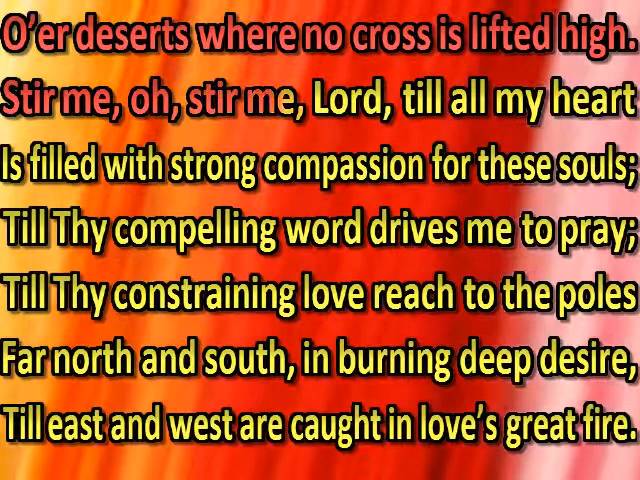 O'er deserts where no cross is lifted high.
Stir me, oh, stir me, Lord, till all my heart
Is filled with strong compassion for these souls;
Till Thy compelling word drives me to pray;
Till Thy constraining love reach to the poles
Far north and south, in burning deep desire,
Till east and west are caught in love's great fire.